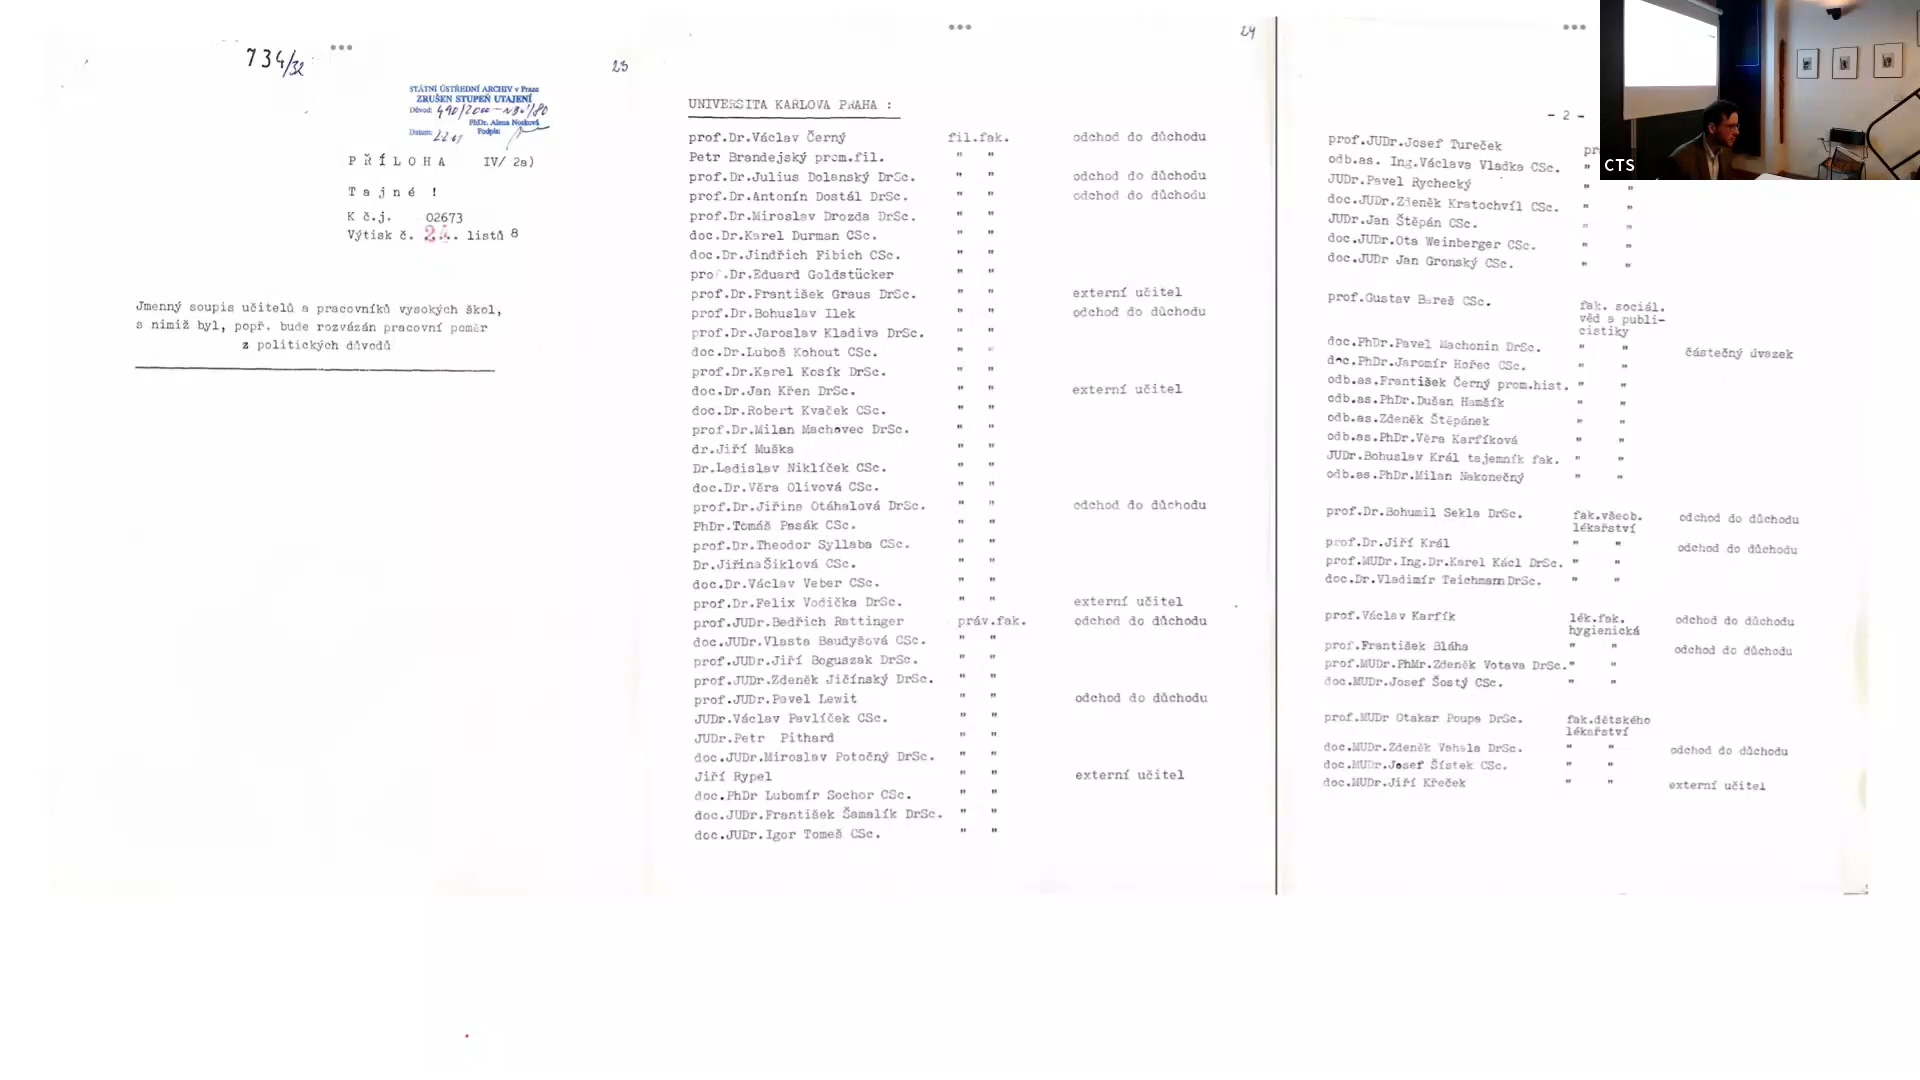 734/32
23
STÁTNÍ ÚSTŘEDNÍ ARCHIV v Praze
ZRUŠEN STUPEŇ UTAJENÍ
Důvod:
PhDr. Alena Nosková
Datum: Podpis:
PŘÍLOHA IV/ 2a)
Tajné !
K č.j. 02673
Výtisk č. 24. listů 8
Jmenný soupis učitelů a pracovníků vysokých škol,
s nimiž byl, popř. bude rozvázán pracovní poměr
z politických důvodů
24
UNIVERSITA KARLOVA PRAHA :
prof.Dr.Václav Černý fil.fak. odchod do důchodu
Petr Brandejský prom.fil. " "
prof.Dr.Julius Dolanský DrSc. " " odchod do důchodu
prof.Dr.Antonín Dostál DrSc. " " odchod do důchodu
prof.Dr.Miroslav Drozda DrSc. " "
doc.Dr.Karel Durman CSc. " "
doc.Dr.Jindřich Fibich CSc. " "
prof.Dr.Eduard Goldstücker " "
prof.Dr.František Graus DrSc. " " externí učitel
prof.Dr.Bohuslav Ilek " " odchod do důchodu
prof.Dr.Jaroslav Kladiva DrSc. " "
doc.Dr.Luboš Kohout CSc. " "
prof.Dr.Karel Kosík DrSc. " "
doc.Dr.Jan Křen DrSc. " " externí učitel
doc.Dr.Robert Kvaček CSc. " "
prof.Dr.Milan Machovec DrSc. " "
dr.Jiří Muška " "
Dr.Ladislav Niklíček CSc. " "
doc.Dr.Věra Olivová CSc. " "
prof.Dr.Jiřina Otáhalová DrSc. " " odchod do důchodu
PhDr.Tomáš Pasák CSc. " "
prof.Dr.Theodor Syllaba CSc. " "
Dr.Jiřina Šiklová CSc. " "
doc.Dr.Václav Veber CSc. " "
prof.Dr.Felix Vodička DrSc. " " externí učitel
prof.JUDr.Bedřich Rattinger práv.fak. odchod do důchodu
doc.JUDr.Vlasta Baudyšová CSc. " "
prof.JUDr.Jiří Boguszak DrSc. " "
prof.JUDr.Zdeněk Jičínský DrSc. " "
prof.JUDr.Pavel Lewit " " odchod do důchodu
JUDr.Václav Pavlíček CSc. " "
JUDr.Petr Pithard " "
doc.JUDr.Miroslav Potočný DrSc. " "
Jiří Rypel " " externí učitel
doc.PhDr Lubomír Sochor CSc. " "
doc.JUDr.František Šamalík DrSc. " "
doc.JUDr.Igor Tomeš CSc. " "
- 2 -
prof.JUDr.Josef Tureček pr
odb.as. Ing.Václava Vladka CSc. "
JUDr.Pavel Rychecký " "
doc.JUDr.Zdeněk Kratochvíl CSc. " "
JUDr.Jan Štěpán CSc. " "
doc.JUDr.Ota Weinberger CSc. " "
doc.JUDr Jan Gronský CSc. " "
prof.Gustav Bareš CSc. fak. sociál.
věd a publi-
cistiky
doc.PhDr.Pavel Machonin DrSc. " " částečný úvazek
doc.PhDr.Jaromír Hořec CSc. " "
odb.as.František Černý prom.hist. " "
odb.as.PhDr.Dušan Hamšík " "
odb.as.Zdeněk Štěpánek " "
odb.as.PhDr.Věra Karfíková " "
JUDr.Bohuslav Král tajemník fak. " "
odb.as.PhDr.Milan Nakonečný " "
prof.Dr.Bohumil Sekla DrSc. fak.všeob. odchod do důchodu
lékařství
prof.Dr.Jiří Král " " odchod do důchodu
prof.MUDr.Ing.Dr.Karel Kácl DrSc. " "
doc.Dr.Vladimír Teichmann DrSc. " "
prof.Václav Karfík lék.fak. odchod do důchodu
hygienická
prof.František Bláha " " odchod do důchodu
prof.MUDr.PhMr.Zdeněk Votava DrSc. " "
doc.MUDr.Josef Šostý CSc. " "
prof.MUDr Otakar Poupa DrSc. fak.dětského
lékařství
doc.MUDr.Zdeněk Vahala DrSc. " " odchod do důchodu
doc.MUDr.Josef Šístek CSc. " "
doc.MUDr.Jiří Křeček " " externí učitel
CTS